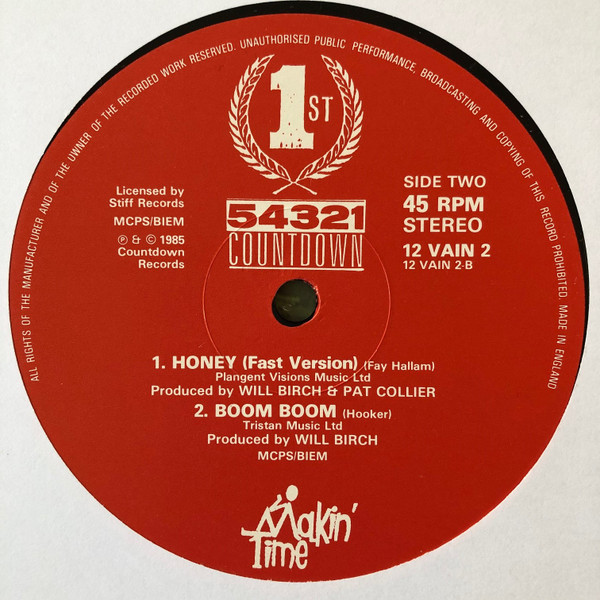 ALL RIGHTS OF THE MANUFACTURER AND OF THE OWNER OF THE RECORDED WORK RESERVED. UNAUTHORISED PUBLIC PERFORMANCE, BROADCASTING AND COPYING OF THIS RECORD PROHIBITED. MADE IN ENGLAND
1ST
54321
COUNTDOWN
Licensed by
Stiff Records
MCPS/BIEM
℗ & © 1985
Countdown
Records
SIDE TWO
45 RPM
STEREO
12 VAIN 2
12 VAIN 2-B
1. HONEY (Fast Version) (Fay Hallam)
Plangent Visions Music Ltd
Produced by WILL BIRCH & PAT COLLIER
2. BOOM BOOM (Hooker)
Tristan Music Ltd
Produced by WILL BIRCH
MCPS/BIEM
Makin'
Time